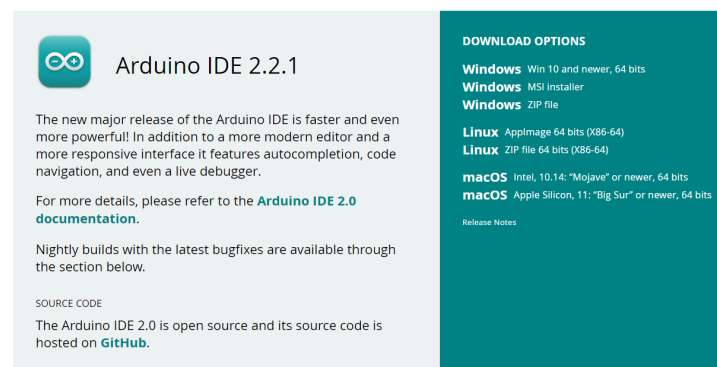 Arduino IDE 2.2.1
The new major release of the Arduino IDE is faster and even
more powerful! In addition to a more modern editor and a
more responsive interface it features autocompletion, code
navigation, and even a live debugger.
For more details, please refer to the Arduino IDE 2.0
documentation.
Nightly builds with the latest bugfixes are available through
the section below.
SOURCE CODE
The Arduino IDE 2.0 is open source and its source code is
hosted on GitHub.
DOWNLOAD OPTIONS
Windows Win 10 and newer, 64 bits
Windows MSI installer
Windows ZIP file
Linux AppImage 64 bits (X86-64)
Linux ZIP file 64 bits (X86-64)
macOS Intel, 10.14: “Mojave” or newer, 64 bits
macOS Apple Silicon, 11: “Big Sur” or newer, 64 bits
Release Notes